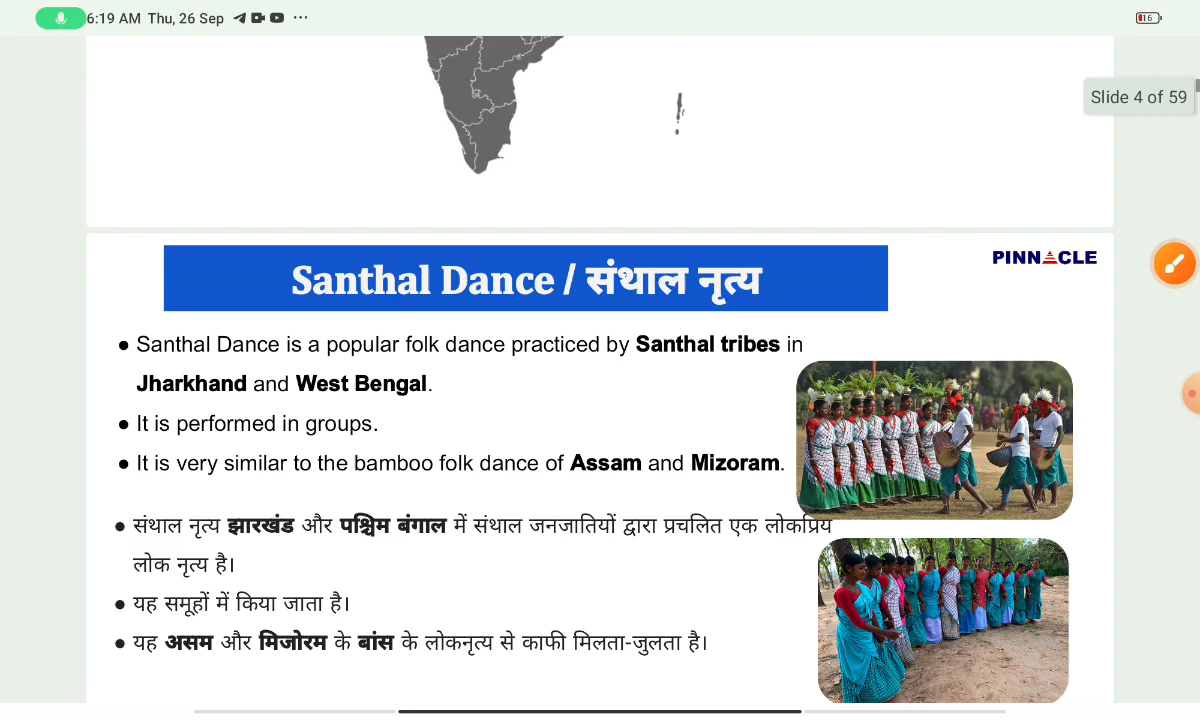 6:19 AM Thu, 26 Sep
16
Slide 4 of 59
Santhal Dance / संथाल नृत्य
PINNACLE
● Santhal Dance is a popular folk dance practiced by Santhal tribes in
Jharkhand and West Bengal.
● It is performed in groups.
● It is very similar to the bamboo folk dance of Assam and Mizoram.
● संथाल नृत्य झारखंड और पश्चिम बंगाल में संथाल जनजातियों द्वारा प्रचलित एक लोकप्रिय
लोक नृत्य है।
● यह समूहों में किया जाता है।
● यह असम और मिजोरम के बांस के लोकनृत्य से काफी मिलता-जुलता है।